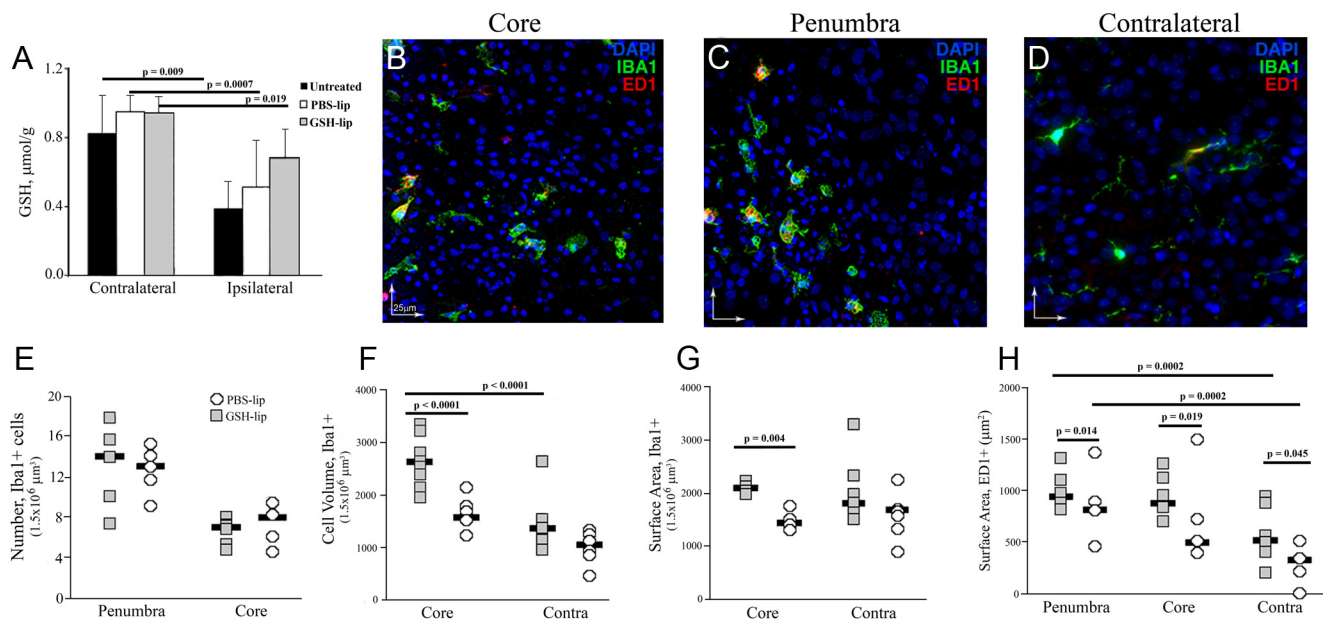 Core
Penumbra
Contralateral
A
1.2
0.8
0.4
0.0
GSH, µmol/g
p = 0.009
p = 0.0007
p = 0.019
Untreated
PBS-lip
GSH-lip
Contralateral
Ipsilateral
B
DAPI
IBA1
ED1
25µm
C
DAPI
IBA1
ED1
D
DAPI
IBA1
ED1
E
20
16
12
8
4
0
Number, Iba1+ cells
(1.5x10⁶ µm³)
PBS-lip
GSH-lip
Penumbra
Core
F
4000
3000
2000
1000
0
Cell Volume, Iba1+
(1.5x10⁶ µm³)
p < 0.0001
p < 0.0001
Core
Contra
G
4000
3000
2000
1000
0
Surface Area, Iba1+
(1.5x10⁶ µm³)
p = 0.004
Core
Contra
H
2000
1500
1000
500
0
Surface Area, ED1+ (µm²)
p = 0.0002
p = 0.0002
p = 0.014
p = 0.019
p = 0.045
Penumbra
Core
Contra